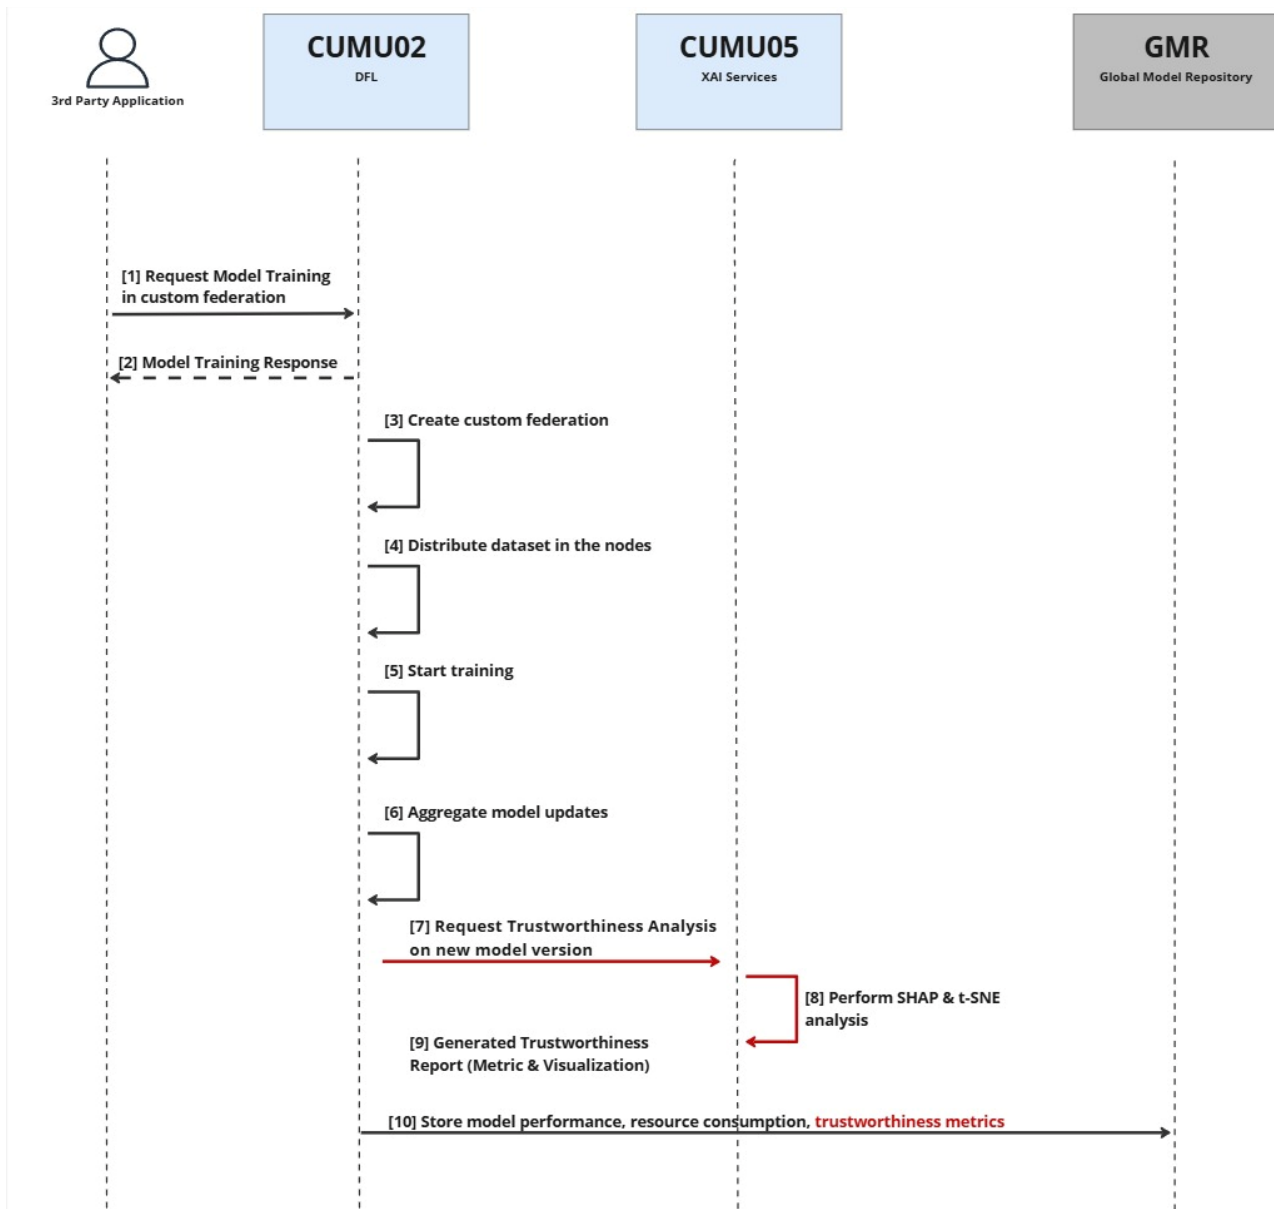 CUMU02
DFL
CUMU05
XAI Services
GMR
Global Model Repository
3rd Party Application
[1] Request Model Training
in custom federation
[2] Model Training Response
[3] Create custom federation
[4] Distribute dataset in the nodes
[5] Start training
[6] Aggregate model updates
[7] Request Trustworthiness Analysis
on new model version
[8] Perform SHAP & t-SNE
analysis
[9] Generated Trustworthiness
Report (Metric & Visualization)
[10] Store model performance, resource consumption, trustworthiness metrics